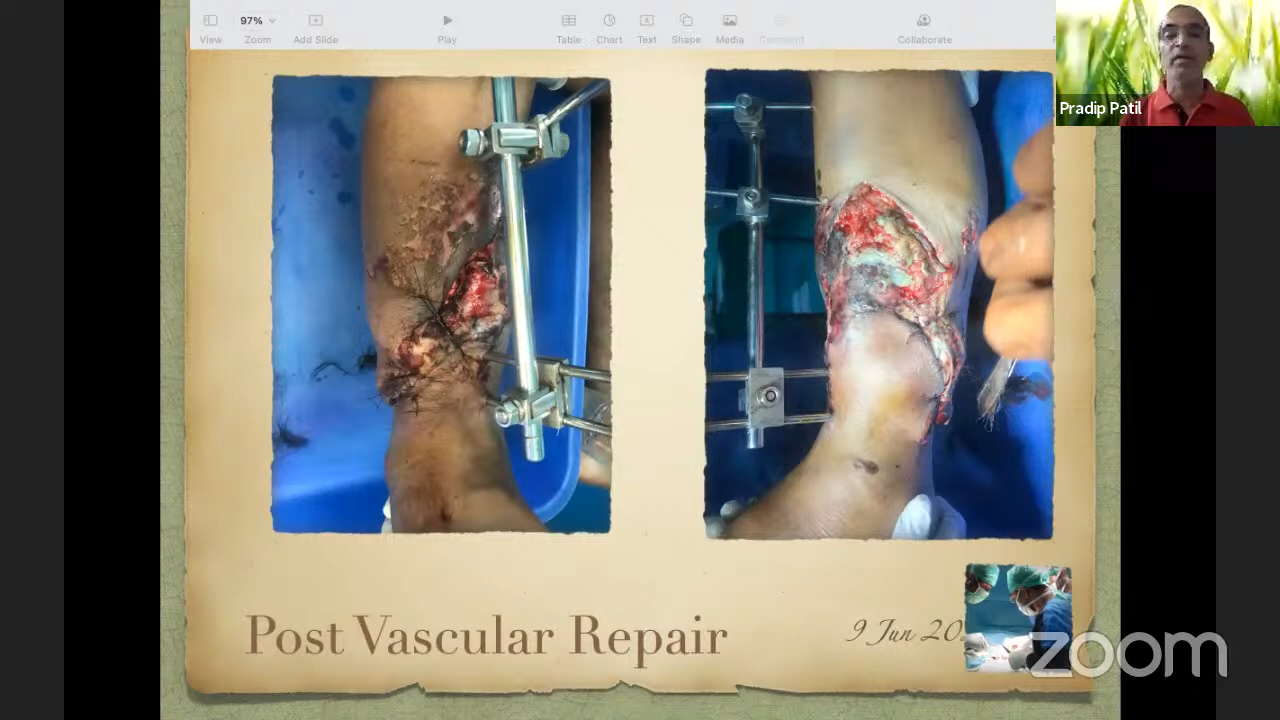 97%
View
Zoom
Add Slide
Play
Table
Chart
Text
Shape
Media
Comment
Collaborate
Pradip Patil
Post Vascular Repair
9 Jun
zoom